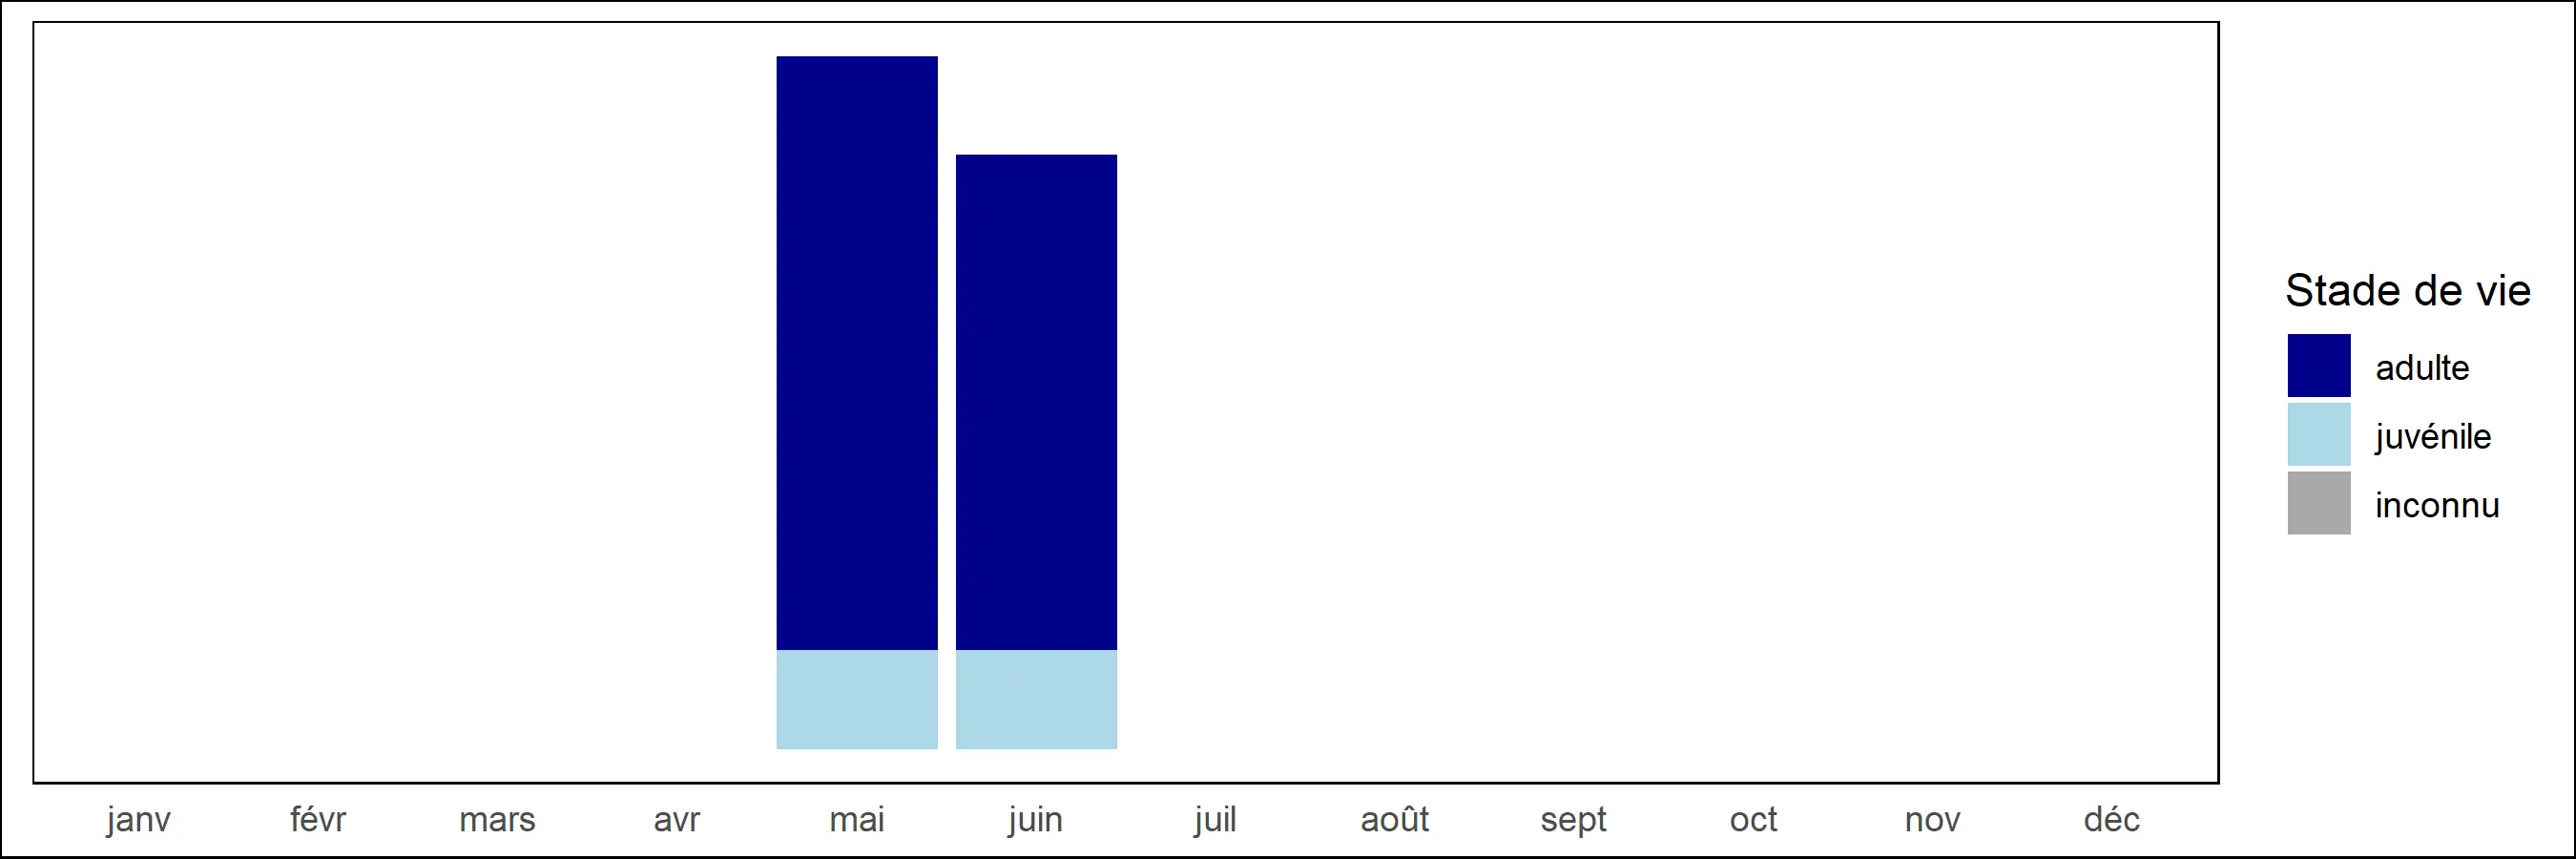 Stade de vie
adulte
juvénile
inconnu
janv févr mars avr mai juin juil août sept oct nov déc